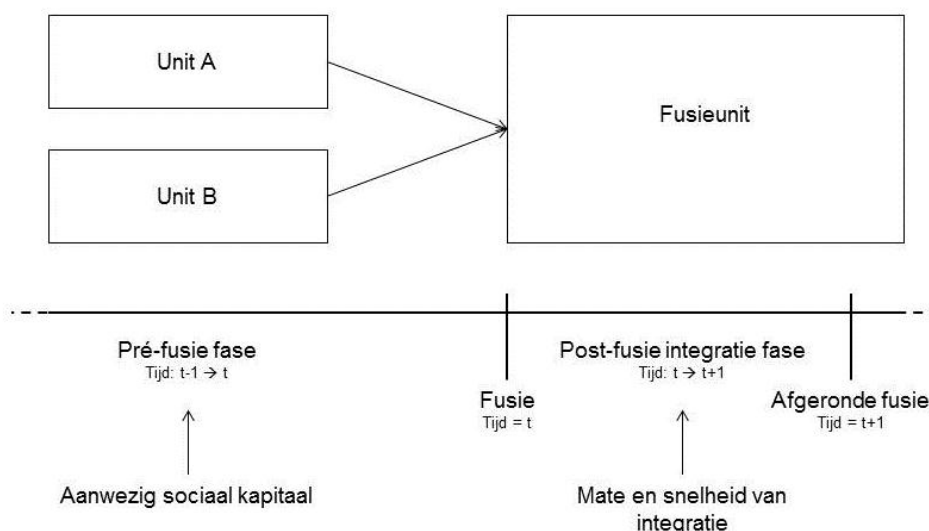 Unit A
Fusieunit
Unit B
Pré-fusie fase
Tijd: t-1 → t
Post-fusie integratie fase
Tijd: t → t+1
Fusie
Tijd = t
Afgeronde fusie
Tijd = t+1
Aanwezig sociaal kapitaal
Mate en snelheid van
integratie